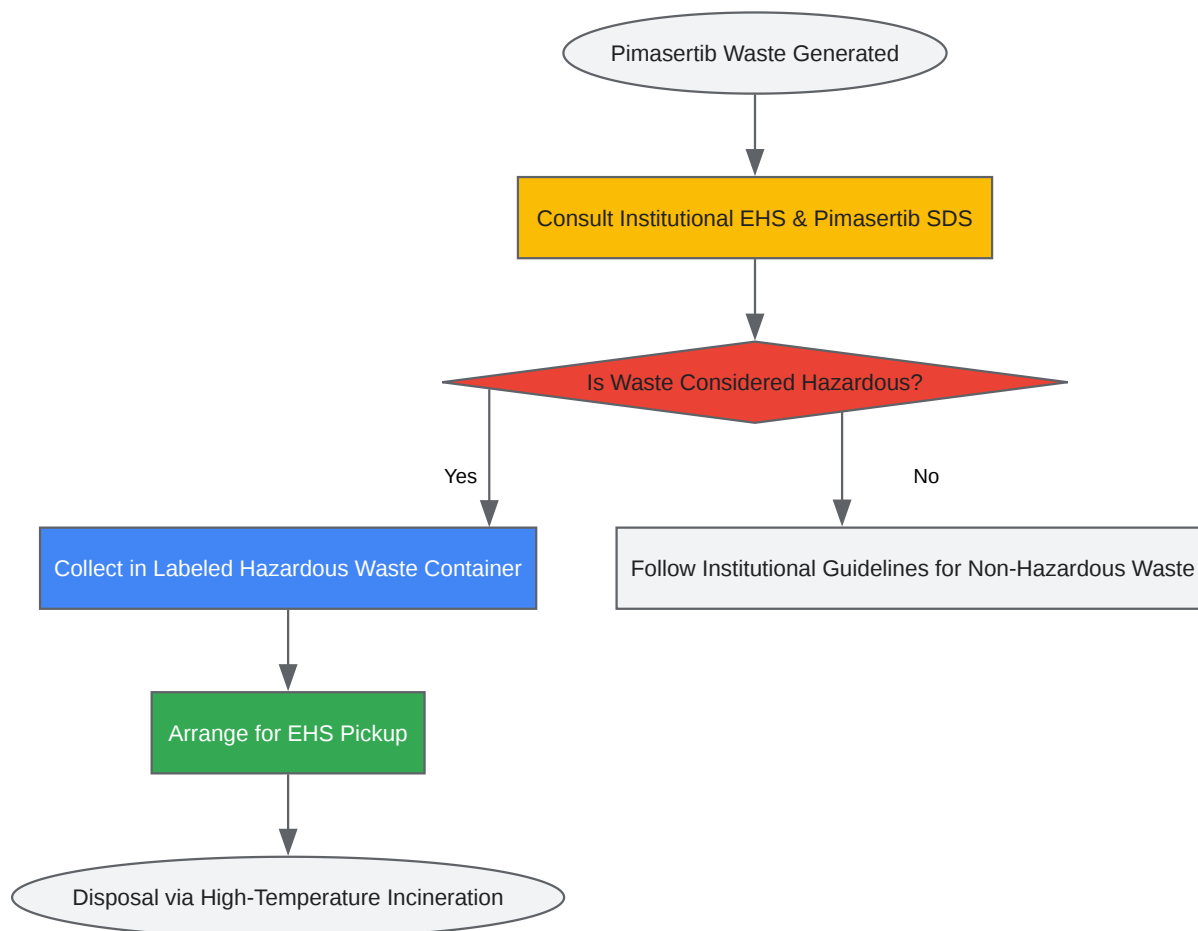 Pimasertib Waste Generated
Consult Institutional EHS & Pimasertib SDS
Is Waste Considered Hazardous?
Yes
No
Collect in Labeled Hazardous Waste Container
Follow Institutional Guidelines for Non-Hazardous Waste
Arrange for EHS Pickup
Disposal via High-Temperature Incineration